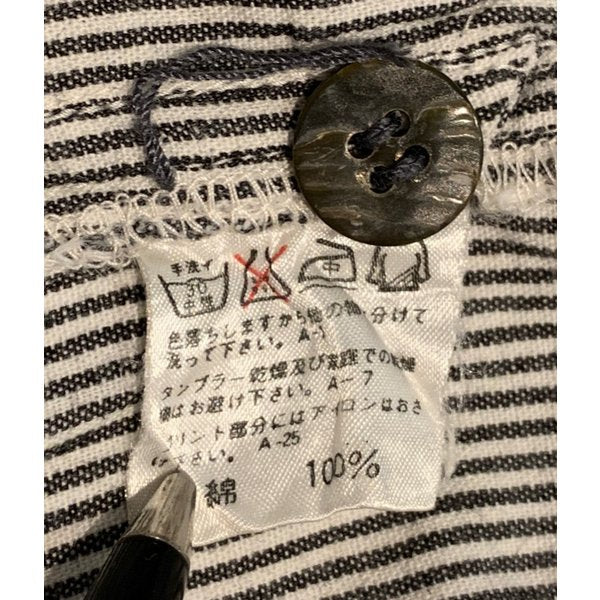 手洗イ
30
中性
中
色落ちしますから他の物と分けて
洗って下さい。 A-1
タンブラー乾燥及び家庭での乾燥
はお避け下さい。 A-7
プリント部分にはアイロンはおさ
け下さい。 A-25
綿 100%